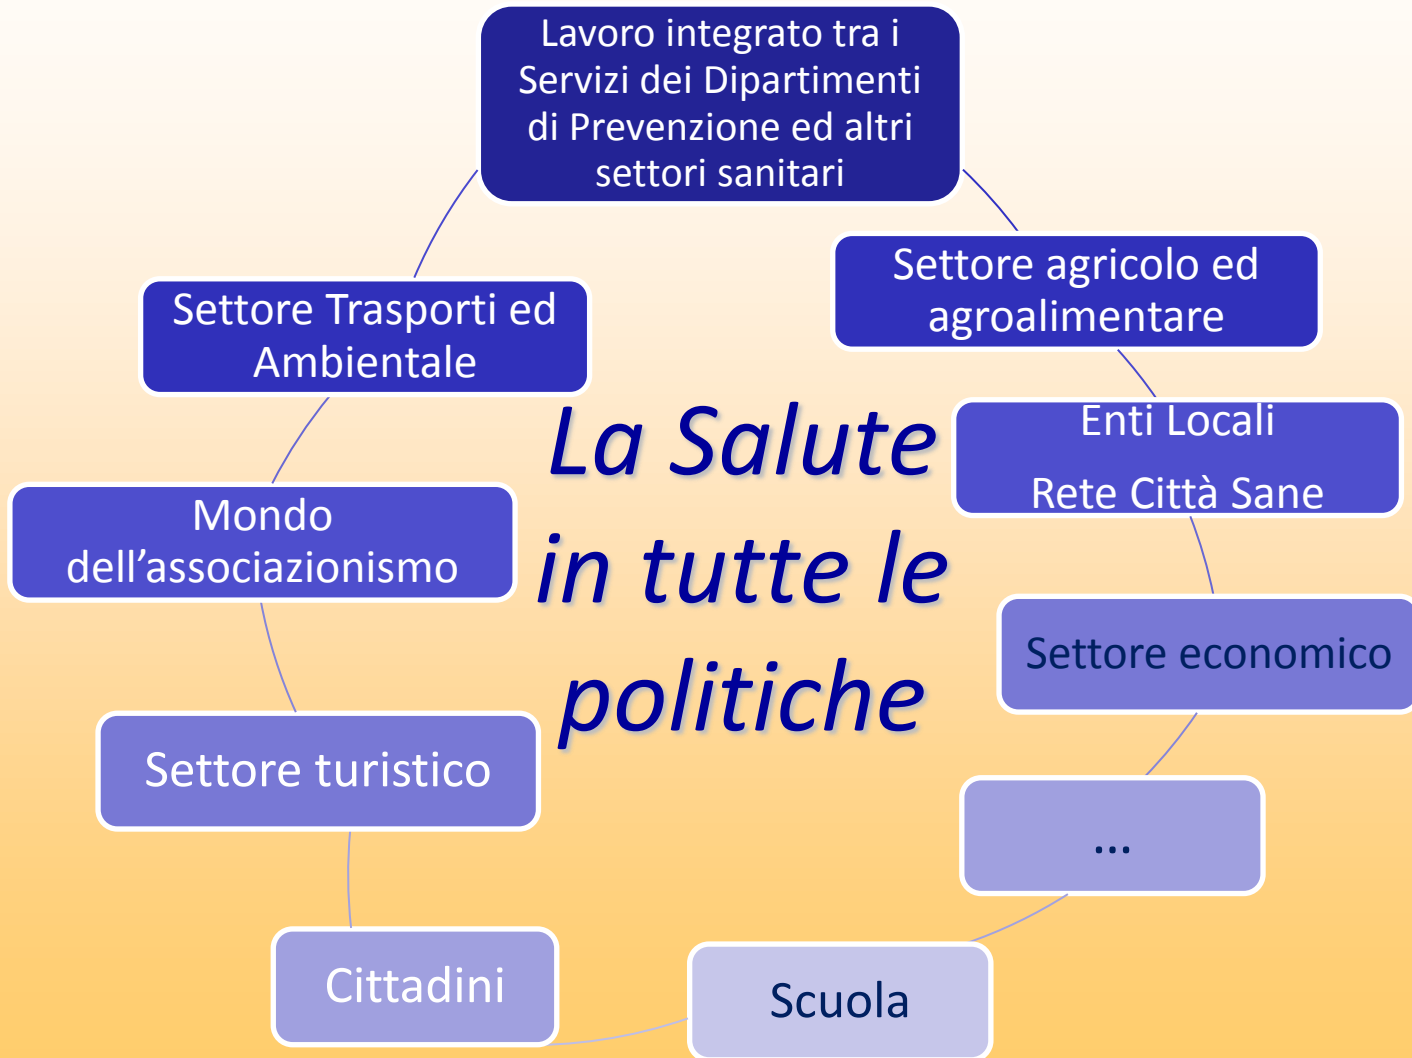 Lavoro integrato tra i
Servizi dei Dipartimenti
di Prevenzione ed altri
settori sanitari
Settore agricolo ed
agroalimentare
Settore Trasporti ed
Ambientale
Enti Locali
Rete Città Sane
La Salute
in tutte le
politiche
Mondo
dell’associazionismo
Settore economico
Settore turistico
...
Cittadini
Scuola